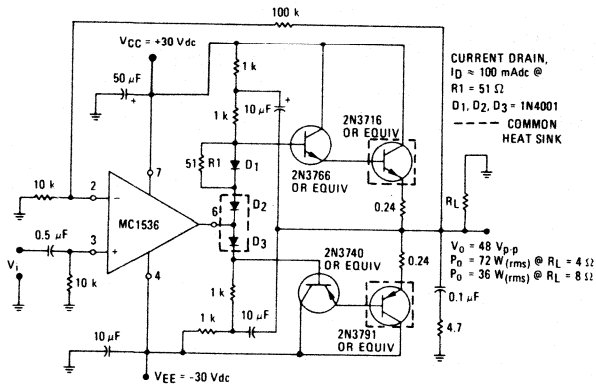 100 k
VCC = +30 Vdc
50 µF
+
1 k
1 k
10 µF
+
2N3716
OR EQUIV
CURRENT DRAIN,
ID ≈ 100 mAdc @
R1 = 51 Ω
D1, D2, D3 = 1N4001
COMMON
HEAT SINK
51
R1
D1
2N3766
OR EQUIV
7
10 k
2
−
MC1536
6
D2
D3
0.24
RL
0.5 µF
3
+
Vi
10 k
4
2N3740
OR EQUIV
0.24
VO = 48 Vp-p
PO = 72 W(rms) @ RL = 4 Ω
PO = 36 W(rms) @ RL = 8 Ω
1 k
1 k
10 µF
+
2N3791
OR EQUIV
0.1 µF
4.7
10 µF
+
VEE = -30 Vdc